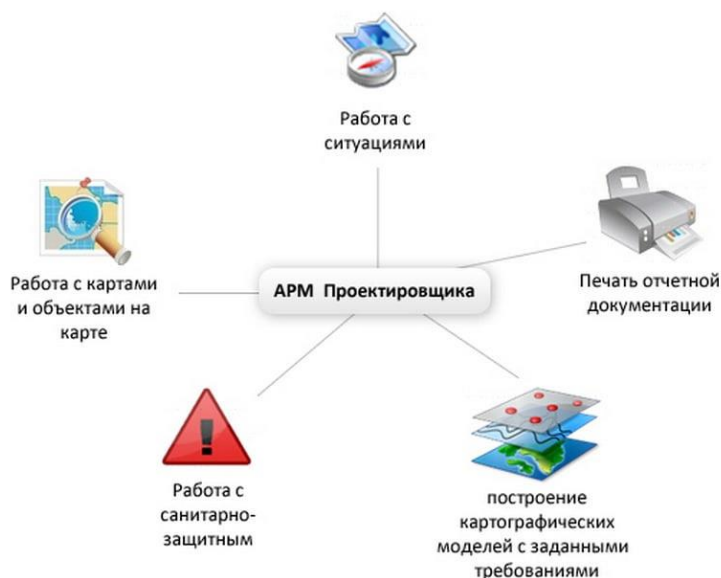 Работа с
ситуациями
Работа с картами
и объектами на
карте
АРМ Проектировщика
Печать отчетной
документации
Работа с
санитарно-
защитным
построение
картографических
моделей с заданными
требованиями